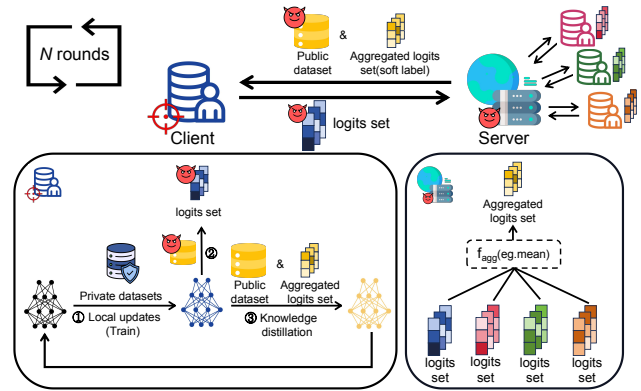 N rounds
Public
dataset
&
Aggregated logits
set(soft label)
Client
logits set
Server
logits set
②
Private datasets
① Local updates
(Train)
Public
dataset
&
Aggregated
logits set
③ Knowledge
distillation
Aggregated
logits set
f_agg(eg.mean)
logits
set
logits
set
logits
set
logits
set